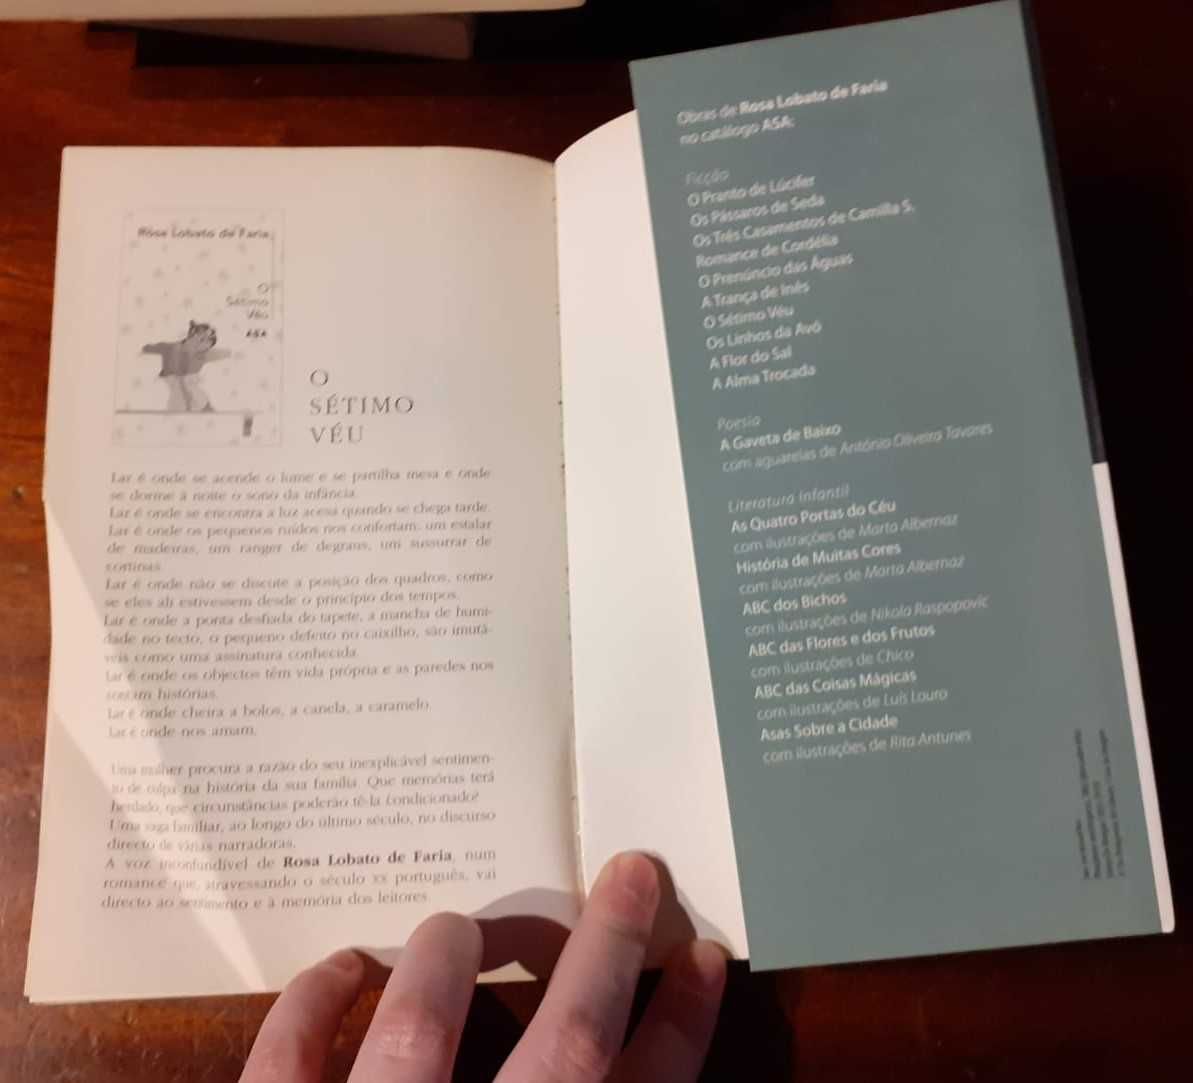 Rosa Lobato de Faria
O
Sétimo
Véu
ASA
O
SÉTIMO
VÉU
Lar é onde se acende o lume e se partilha mesa e onde
se dorme à noite o sono da infância.
Lar é onde se encontra a luz acesa quando se chega tarde.
Lar é onde os pequenos ruídos nos confortam: um estalar
de madeiras, um ranger de degraus, um sussurrar de
cortinas.
Lar é onde não se discute a posição dos quadros, como
se eles ali estivessem desde o princípio dos tempos.
Lar é onde a ponta desfiada do tapete, a mancha de humi-
dade no tecto, o pequeno defeito no caixilho, são imutá-
veis como uma assinatura conhecida.
Lar é onde os objectos têm vida própria e as paredes nos
contam histórias.
Lar é onde cheira a bolos, a canela, a caramelo.
Lar é onde nos amam.
Uma mulher procura a razão do seu inexplicável sentimen-
to de culpa na história da sua família. Que memórias terá
herdado, que circunstâncias poderão tê-la condicionado?
Uma saga familiar, ao longo do último século, no discurso
directo de várias narradoras.
A voz inconfundível de Rosa Lobato de Faria, num
romance que, atravessando o século XX português, vai
directo ao sentimento e à memória dos leitores.
Obras de Rosa Lobato de Faria
no catálogo ASA:
Ficção
O Pranto de Lúcifer
Os Pássaros de Seda
Os Três Casamentos de Camilla S.
Romance de Cordélia
O Prenúncio das Águas
A Trança de Inês
O Sétimo Véu
Os Linhos da Avó
A Flor do Sal
A Alma Trocada
Poesia
A Gaveta de Baixo
com aguarelas de António Oliveira Tavares
Literatura Infantil
As Quatro Portas do Céu
com ilustrações de Marta Albernaz
História de Muitas Cores
com ilustrações de Marta Albernaz
ABC dos Bichos
com ilustrações de Nikola Raspopovic
ABC das Flores e dos Frutos
com ilustrações de Chico
ABC das Coisas Mágicas
com ilustrações de Luís Louro
Asas Sobre a Cidade
com ilustrações de Rita Antunes